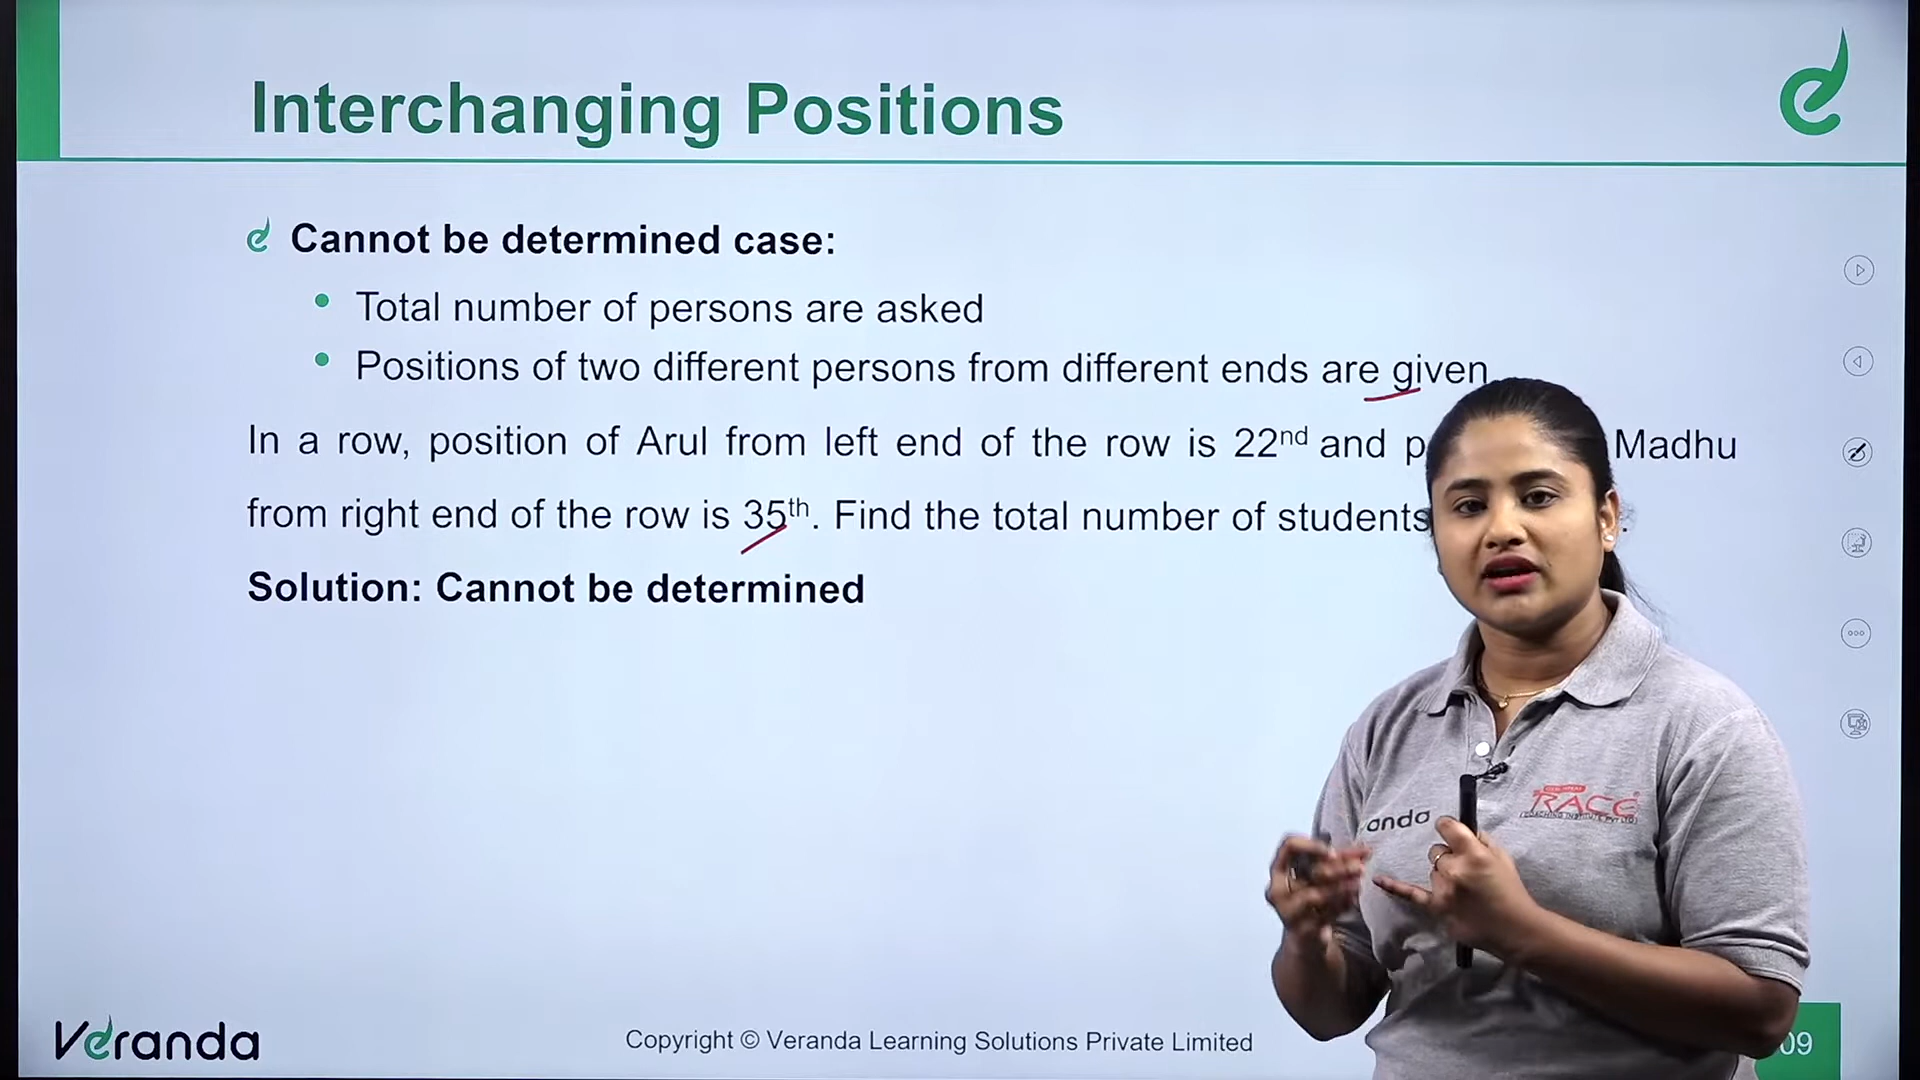 Interchanging Positions
Cannot be determined case:
Total number of persons are asked
Positions of two different persons from different ends are given
In a row, position of Arul from left end of the row is 22nd and p Madhu
from right end of the row is 35th. Find the total number of students .
Solution: Cannot be determined
RACE
anda
Veranda
Copyright © Veranda Learning Solutions Private Limited
09